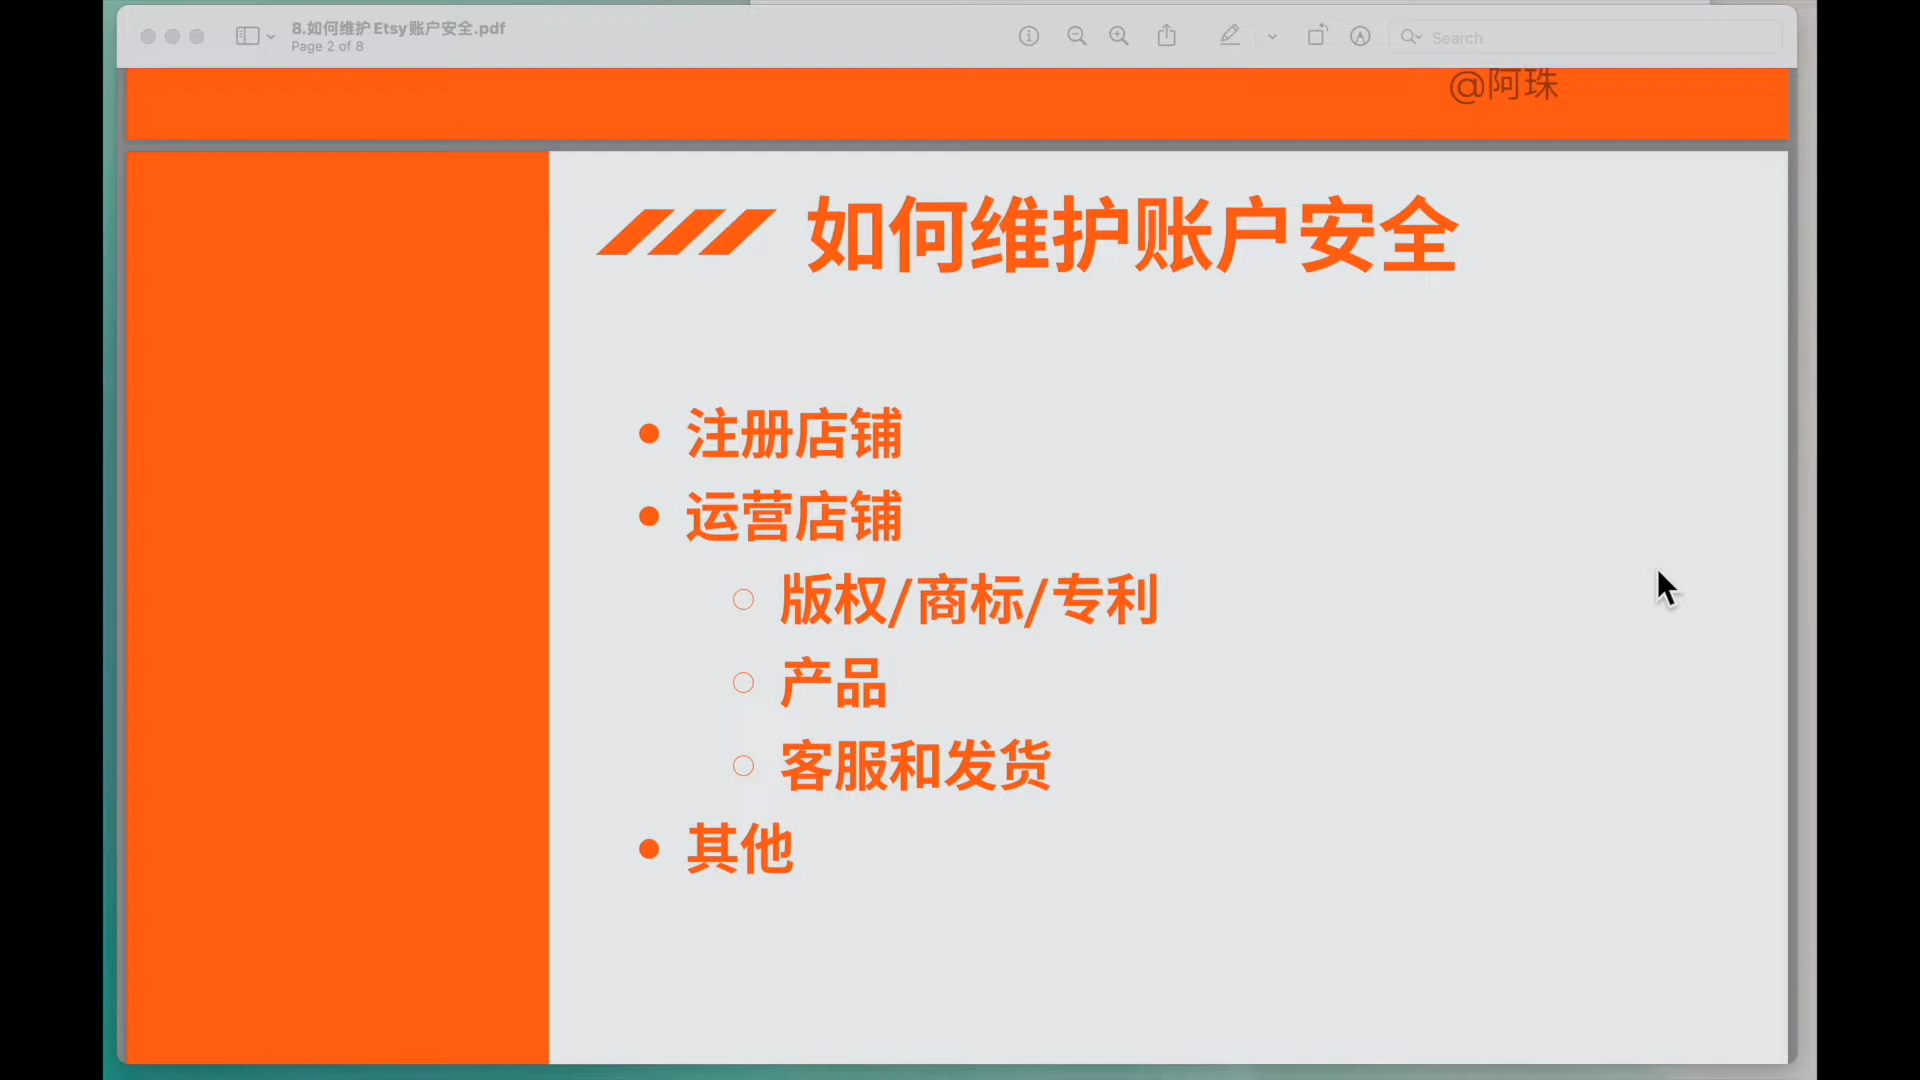 8.如何维护Etsy账户安全.pdf
Page 2 of 8
Search
@阿珠
如何维护账户安全
注册店铺
运营店铺
版权/商标/专利
产品
客服和发货
其他